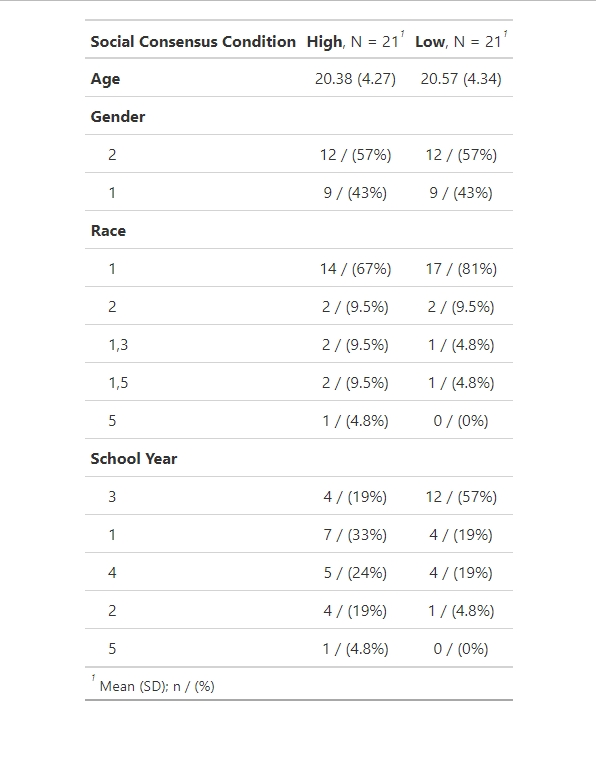 Social Consensus Condition High, N = 21¹ Low, N = 21¹
Age 20.38 (4.27) 20.57 (4.34)
Gender
2 12 / (57%) 12 / (57%)
1 9 / (43%) 9 / (43%)
Race
1 14 / (67%) 17 / (81%)
2 2 / (9.5%) 2 / (9.5%)
1,3 2 / (9.5%) 1 / (4.8%)
1,5 2 / (9.5%) 1 / (4.8%)
5 1 / (4.8%) 0 / (0%)
School Year
3 4 / (19%) 12 / (57%)
1 7 / (33%) 4 / (19%)
4 5 / (24%) 4 / (19%)
2 4 / (19%) 1 / (4.8%)
5 1 / (4.8%) 0 / (0%)
¹ Mean (SD); n / (%)